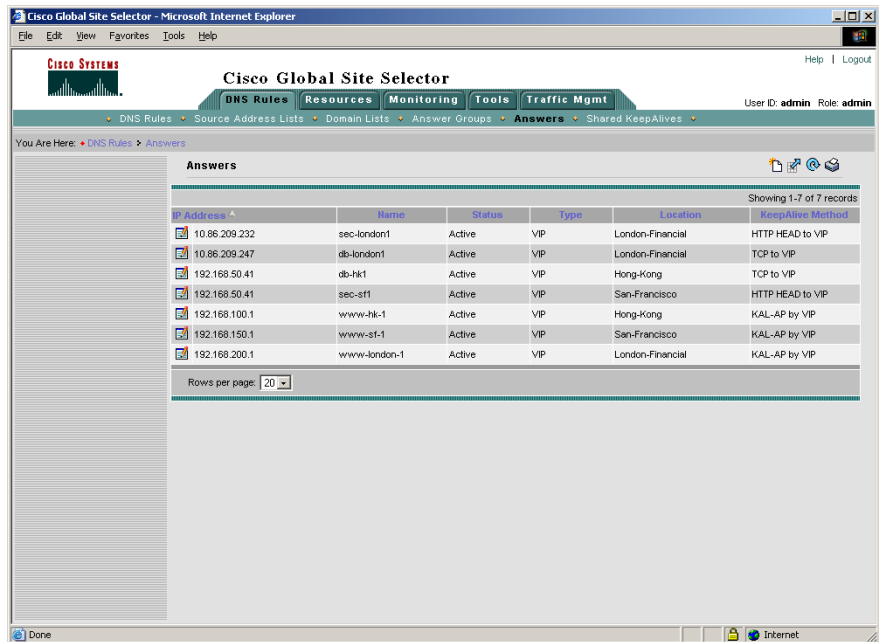 Cisco Global Site Selector - Microsoft Internet Explorer
File Edit View Favorites Tools Help
Help | Logout
CISCO SYSTEMS
Cisco Global Site Selector
DNS Rules Resources Monitoring Tools Traffic Mgmt
User ID: admin Role: admin
DNS Rules Source Address Lists Domain Lists Answer Groups Answers Shared KeepAlives
You Are Here: DNS Rules Answers
Answers
Showing 1-7 of 7 records
IP Address Name Status Type Location KeepAlive Method
10.86.209.232 sec-london1 Active VIP London-Financial HTTP HEAD to VIP
10.86.209.247 db-london1 Active VIP London-Financial TCP to VIP
192.168.50.41 db-hk1 Active VIP Hong-Kong TCP to VIP
192.168.50.41 sec-sf1 Active VIP San-Francisco HTTP HEAD to VIP
192.168.100.1 www-hk-1 Active VIP Hong-Kong KAL-AP by VIP
192.168.150.1 www-sf-1 Active VIP San-Francisco KAL-AP by VIP
192.168.200.1 www-london-1 Active VIP London-Financial KAL-AP by VIP
Rows per page: 20
Done Internet